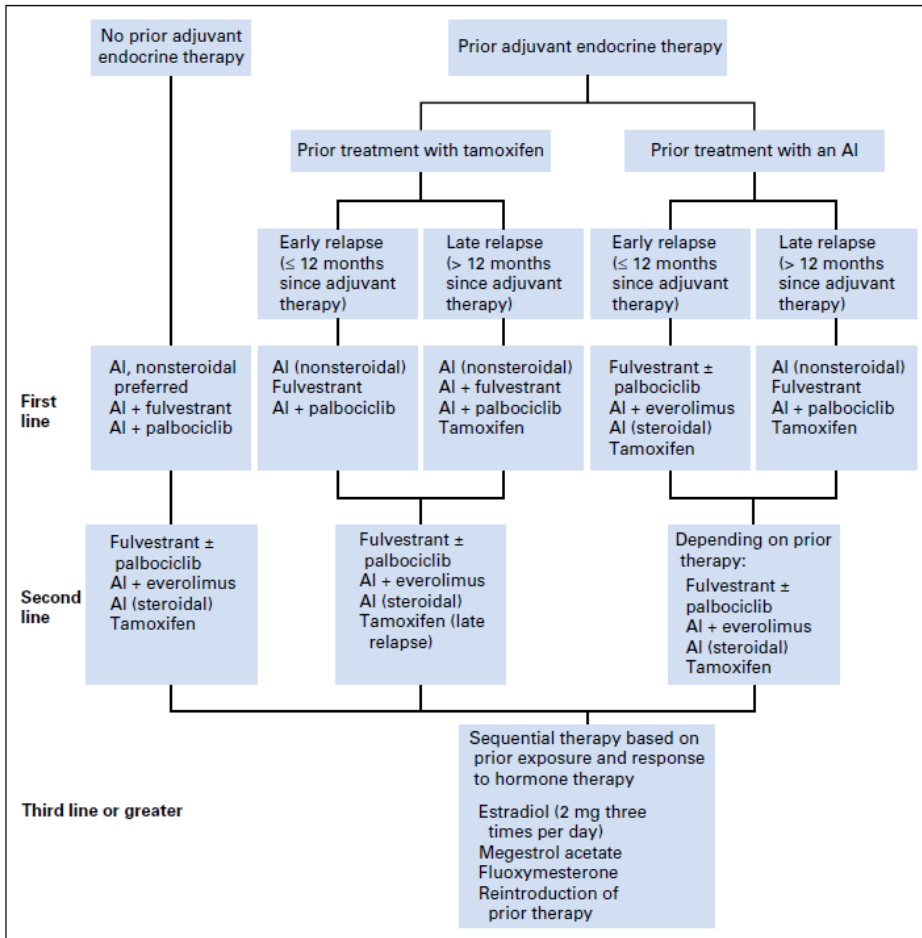 No prior adjuvant
endocrine therapy
Prior adjuvant endocrine therapy
Prior treatment with tamoxifen
Prior treatment with an AI
Early relapse
(≤ 12 months
since adjuvant
therapy)
Late relapse
(> 12 months
since adjuvant
therapy)
Early relapse
(≤ 12 months
since adjuvant
therapy)
Late relapse
(> 12 months
since adjuvant
therapy)
First
line
AI, nonsteroidal
preferred
AI + fulvestrant
AI + palbociclib
AI (nonsteroidal)
Fulvestrant
AI + palbociclib
AI (nonsteroidal)
AI + fulvestrant
AI + palbociclib
Tamoxifen
Fulvestrant ±
palbociclib
AI + everolimus
AI (steroidal)
Tamoxifen
AI (nonsteroidal)
Fulvestrant
AI + palbociclib
Tamoxifen
Second
line
Fulvestrant ±
palbociclib
AI + everolimus
AI (steroidal)
Tamoxifen
Fulvestrant ±
palbociclib
AI + everolimus
AI (steroidal)
Tamoxifen (late
relapse)
Depending on prior
therapy:
Fulvestrant ±
palbociclib
AI + everolimus
AI (steroidal)
Tamoxifen
Third line or greater
Sequential therapy based on
prior exposure and response
to hormone therapy
Estradiol (2 mg three
times per day)
Megestrol acetate
Fluoxymesterone
Reintroduction of
prior therapy